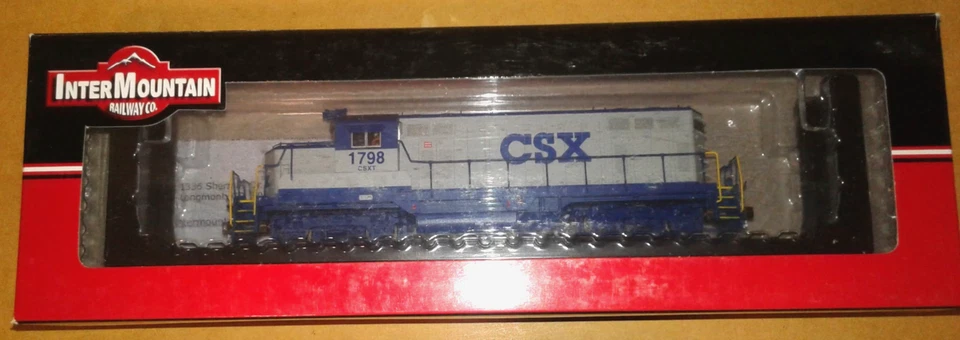 INTERMOUNTAIN
RAILWAY CO.
1798
CSXT
CSX